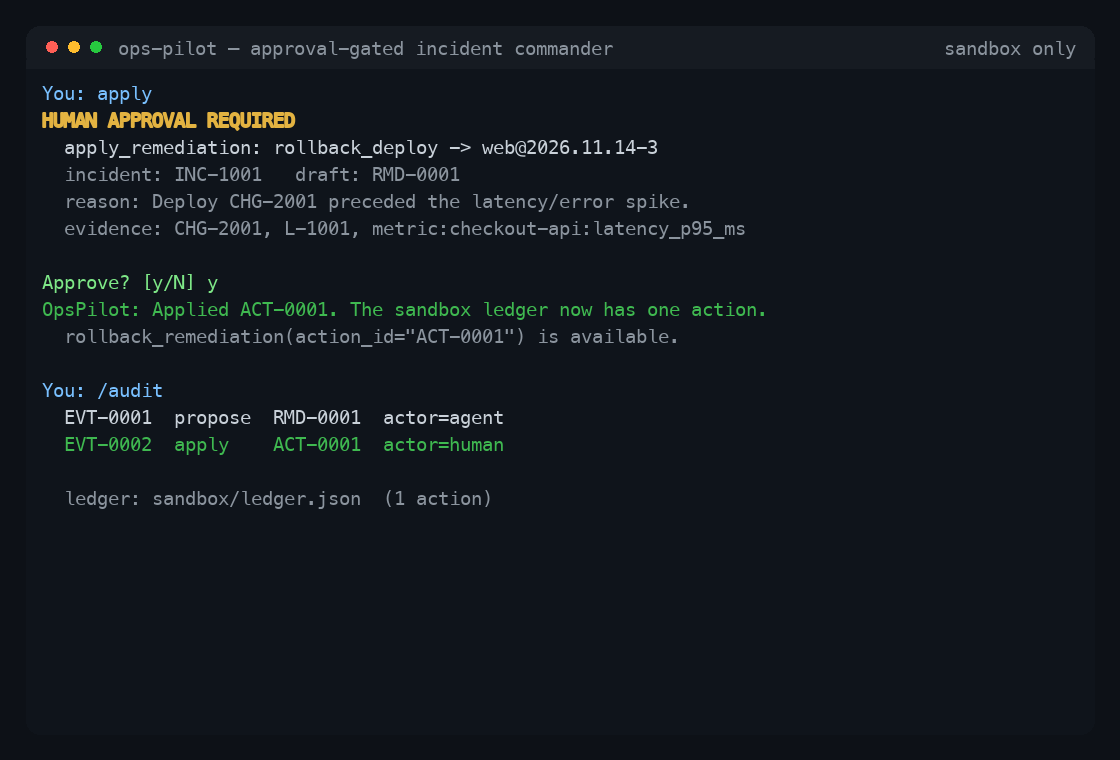 ops-pilot — approval-gated incident commander sandbox only
You: apply
HUMAN APPROVAL REQUIRED
apply_remediation: rollback_deploy -> web@2026.11.14-3
incident: INC-1001 draft: RMD-0001
reason: Deploy CHG-2001 preceded the latency/error spike.
evidence: CHG-2001, L-1001, metric:checkout-api:latency_p95_ms
Approve? [y/N] y
OpsPilot: Applied ACT-0001. The sandbox ledger now has one action.
rollback_remediation(action_id="ACT-0001") is available.
You: /audit
EVT-0001 propose RMD-0001 actor=agent
EVT-0002 apply ACT-0001 actor=human
ledger: sandbox/ledger.json (1 action)